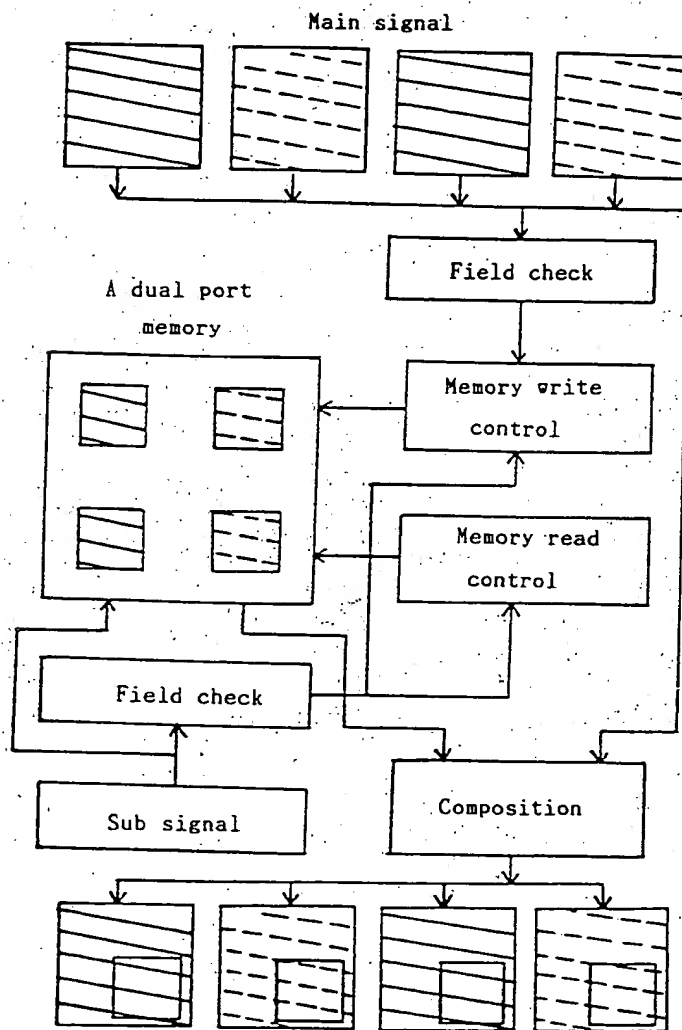 Main signal
Field check
A dual port
memory
Memory write
control
Memory read
control
Field check
Sub signal
Composition